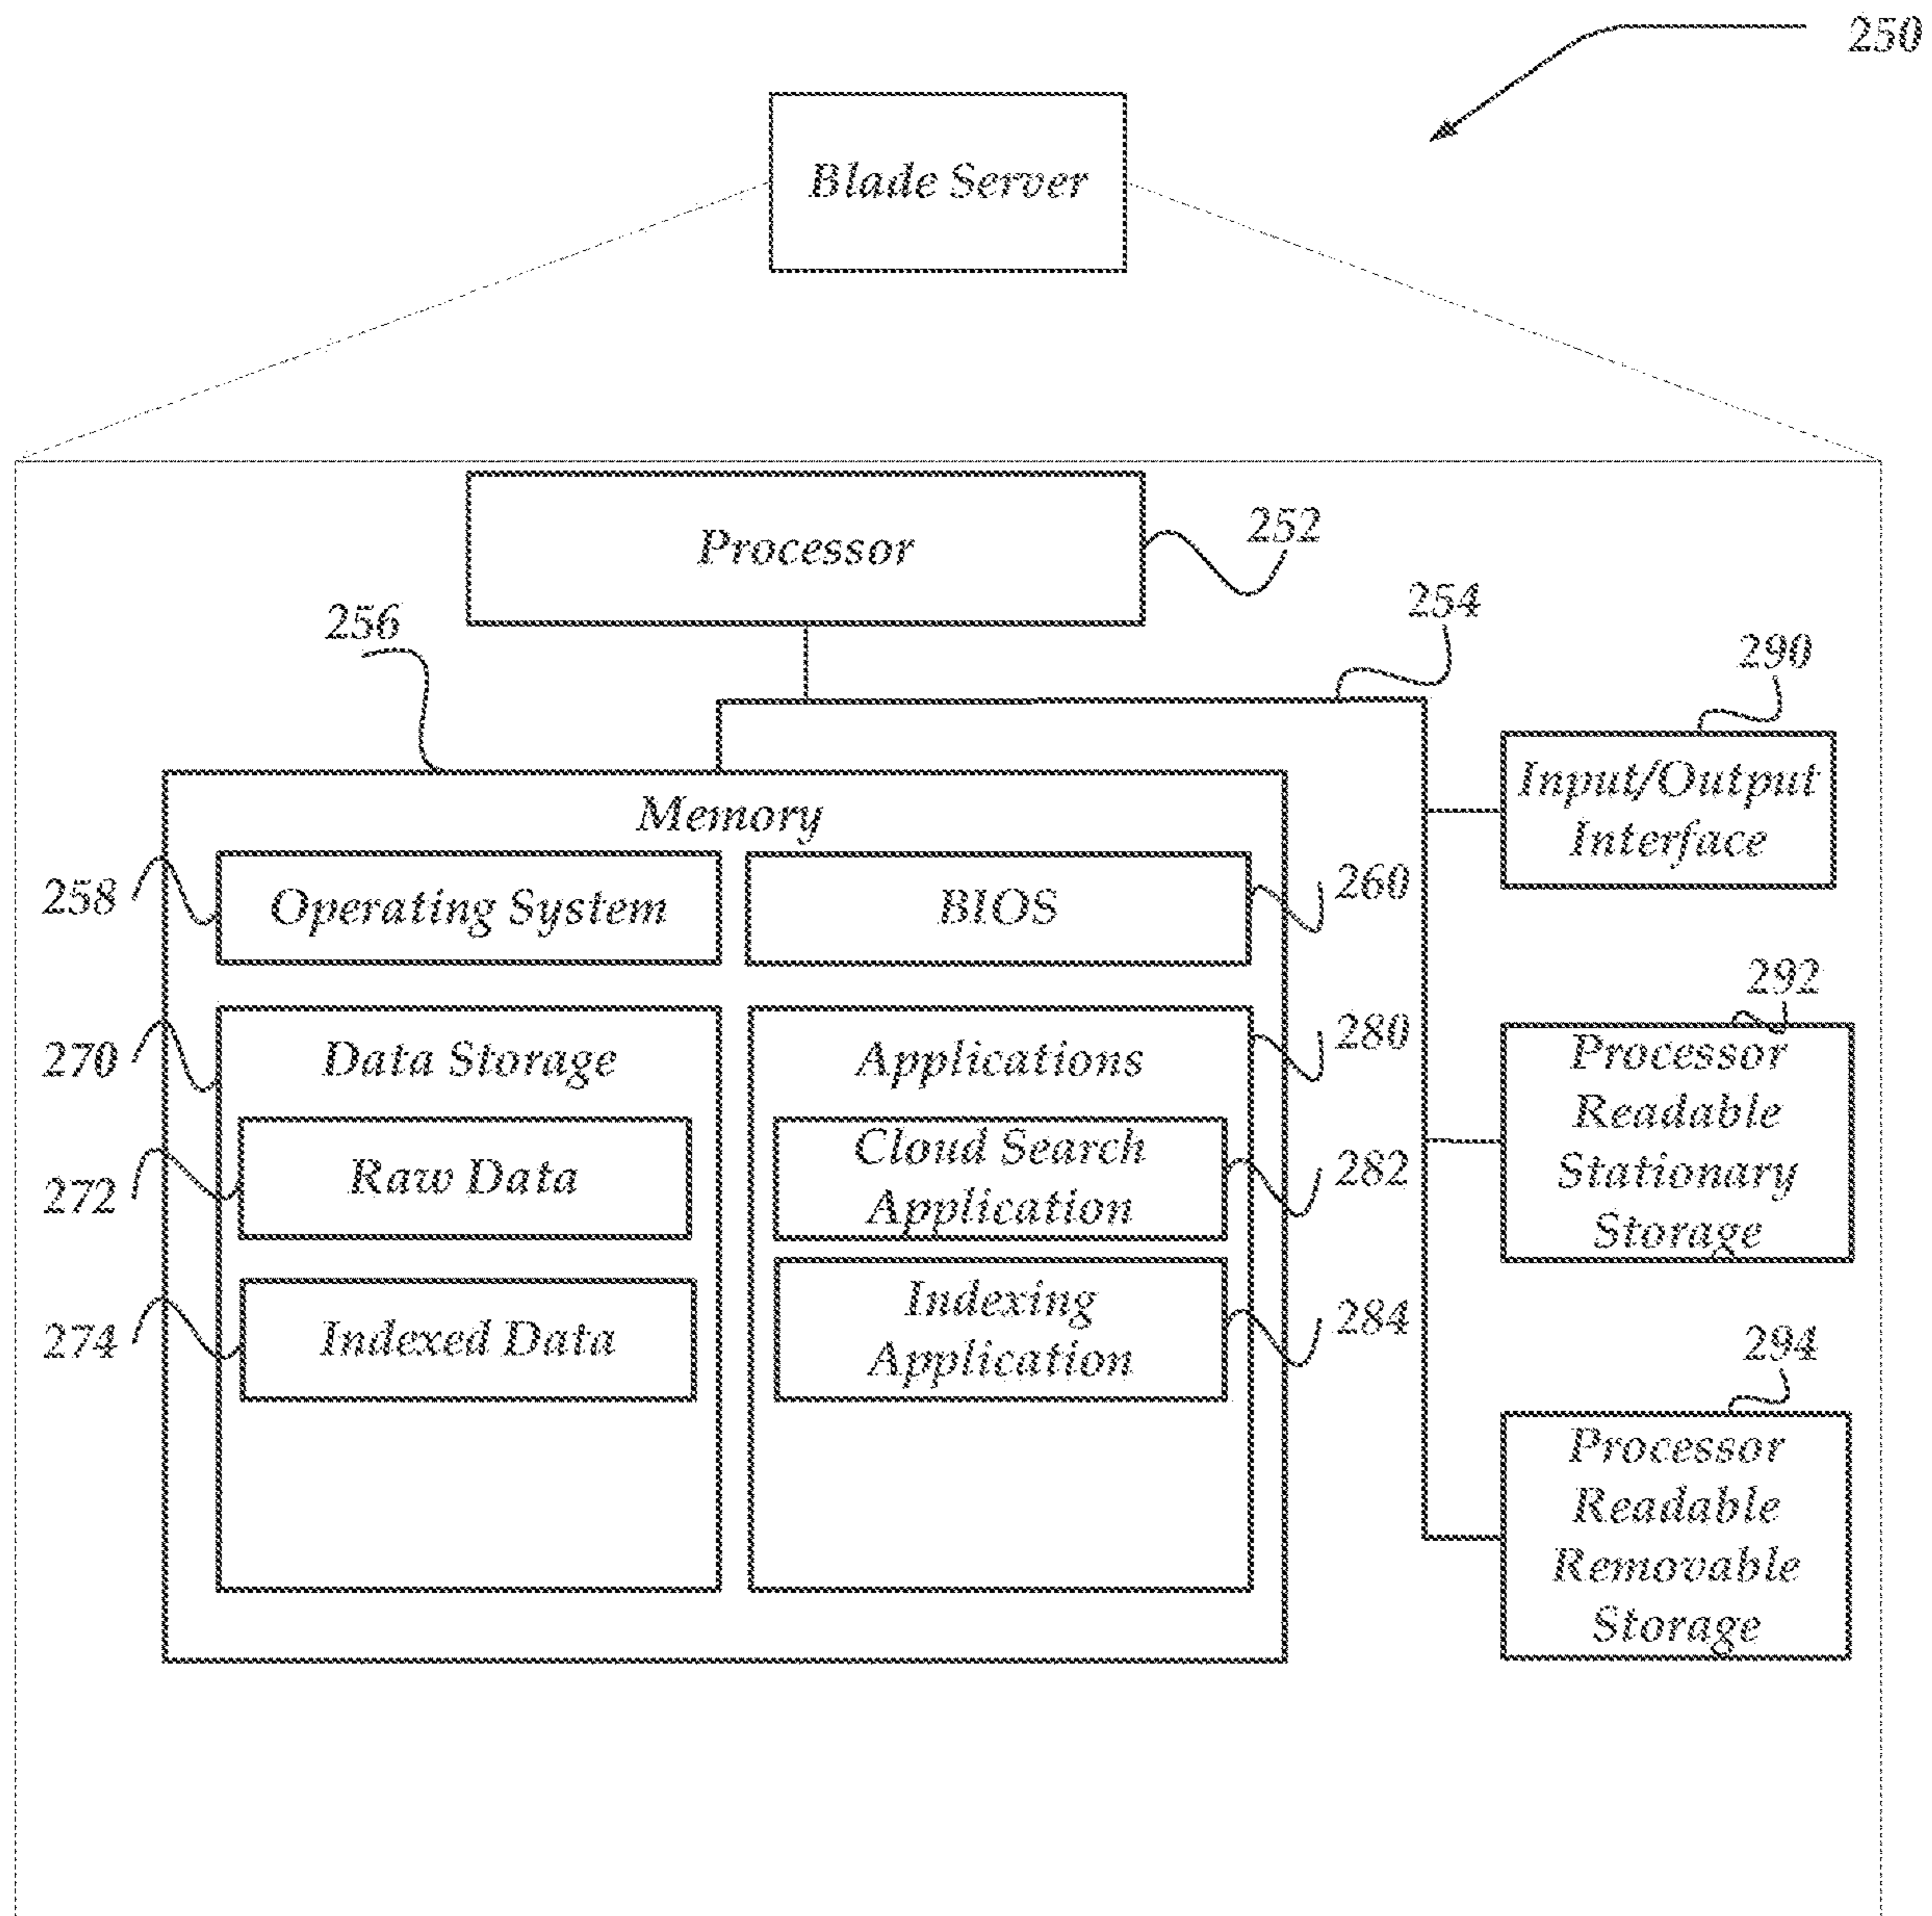 250
Blade Server
Processor
252
254
256
290
Input/Output
Interface
Memory
258
Operating System
BIOS
260
292
Processor
Readable
Stationary
Storage
270
Data Storage
Applications
280
272
Raw Data
Cloud Search
Application
282
274
Indexed Data
Indexing
Application
284
294
Processor
Readable
Removable
Storage